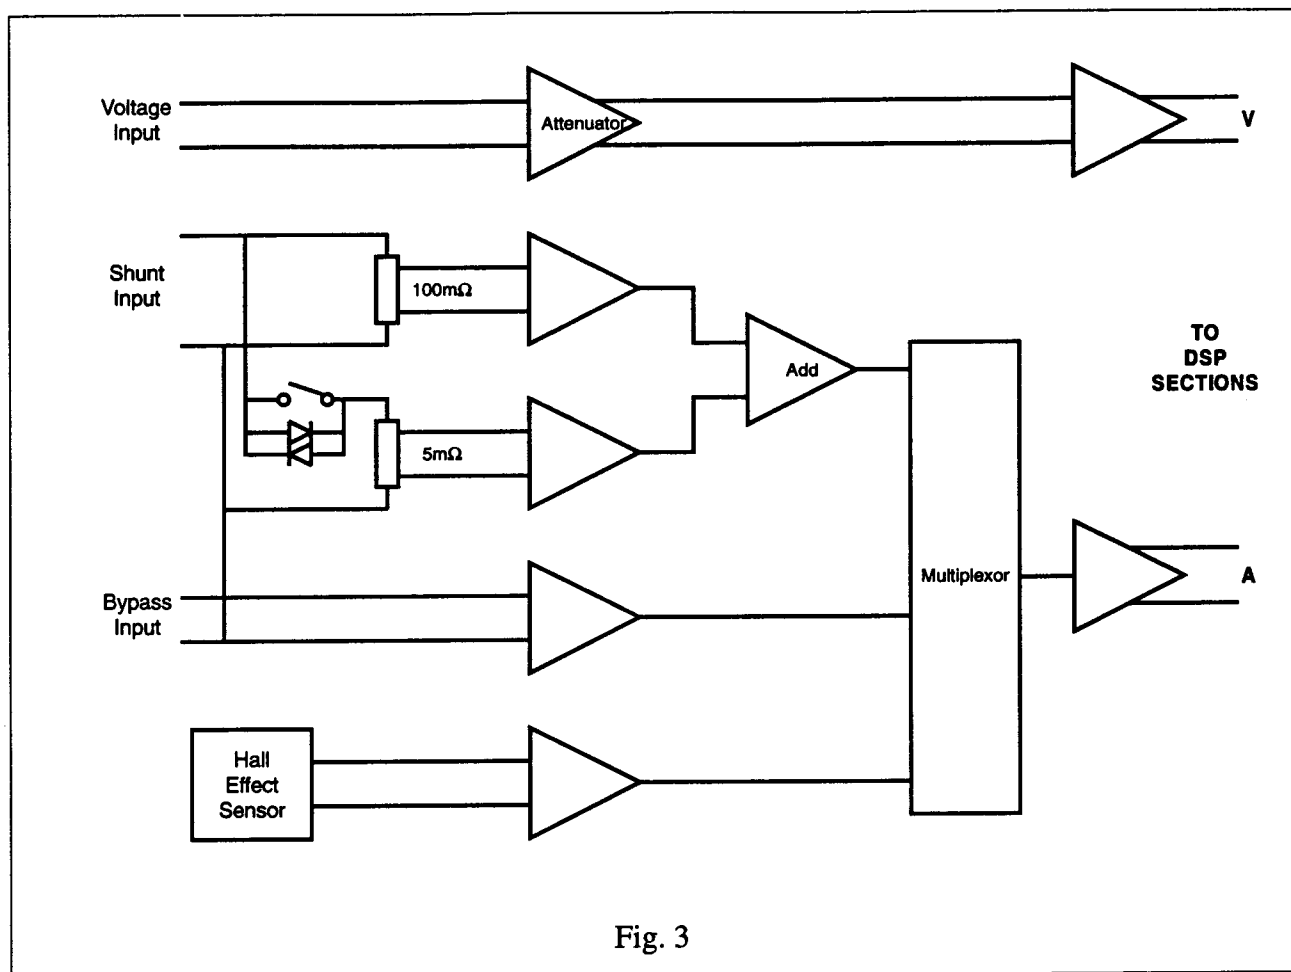 Voltage
Input
Attenuator
V
Shunt
Input
100mΩ
Add
TO
DSP
SECTIONS
5mΩ
Bypass
Input
Multiplexor
A
Hall
Effect
Sensor
Fig. 3